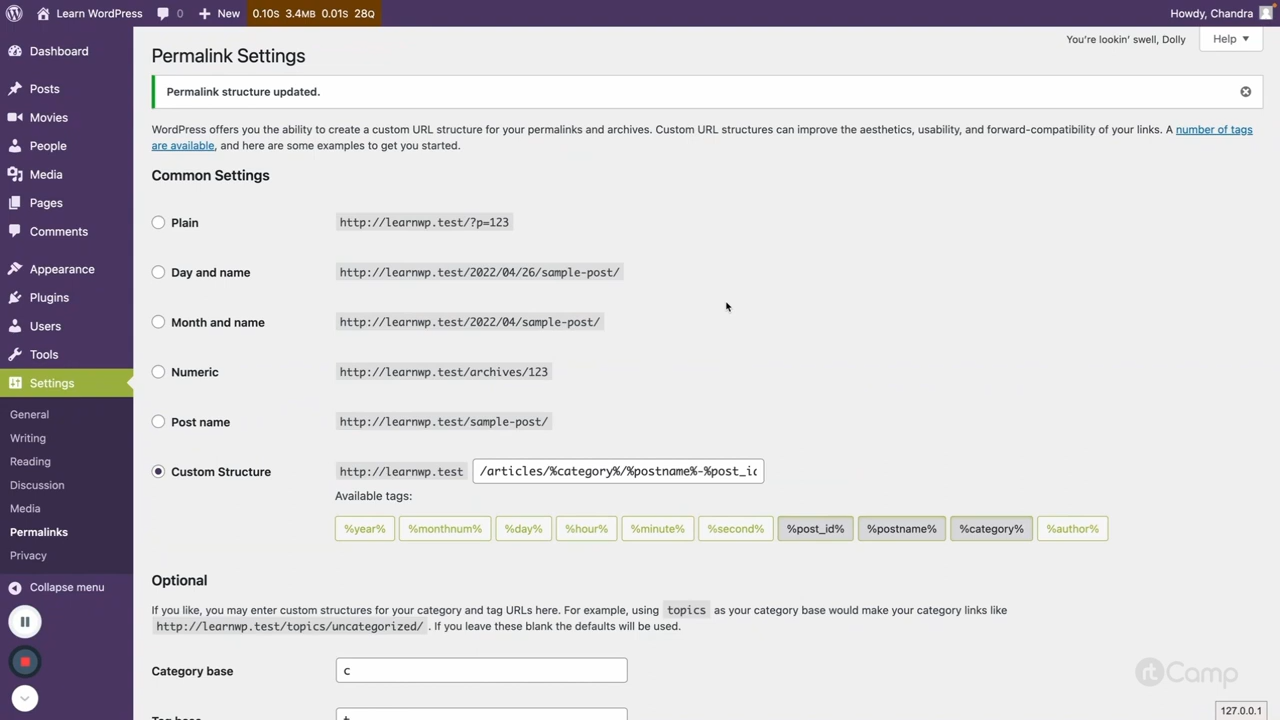 Learn WordPress 0 New 0.10S 3.4MB 0.01S 28Q Howdy, Chandra
You're lookin' swell, Dolly Help
Dashboard
Posts
Movies
People
Media
Pages
Comments
Appearance
Plugins
Users
Tools
Settings
General
Writing
Reading
Discussion
Media
Permalinks
Privacy
Collapse menu
Permalink Settings
Permalink structure updated.
WordPress offers you the ability to create a custom URL structure for your permalinks and archives. Custom URL structures can improve the aesthetics, usability, and forward-compatibility of your links. A number of tags
are available, and here are some examples to get you started.
Common Settings
Plain http://learnwp.test/?p=123
Day and name http://learnwp.test/2022/04/26/sample-post/
Month and name http://learnwp.test/2022/04/sample-post/
Numeric http://learnwp.test/archives/123
Post name http://learnwp.test/sample-post/
Custom Structure http://learnwp.test /articles/%category%/%postname%-%post_ic
Available tags:
%year% %monthnum% %day% %hour% %minute% %second% %post_id% %postname% %category% %author%
Optional
If you like, you may enter custom structures for your category and tag URLs here. For example, using topics as your category base would make your category links like
http://learnwp.test/topics/uncategorized/ . If you leave these blank the defaults will be used.
Category base c
Tag base t
rtCamp
127.0.0.1